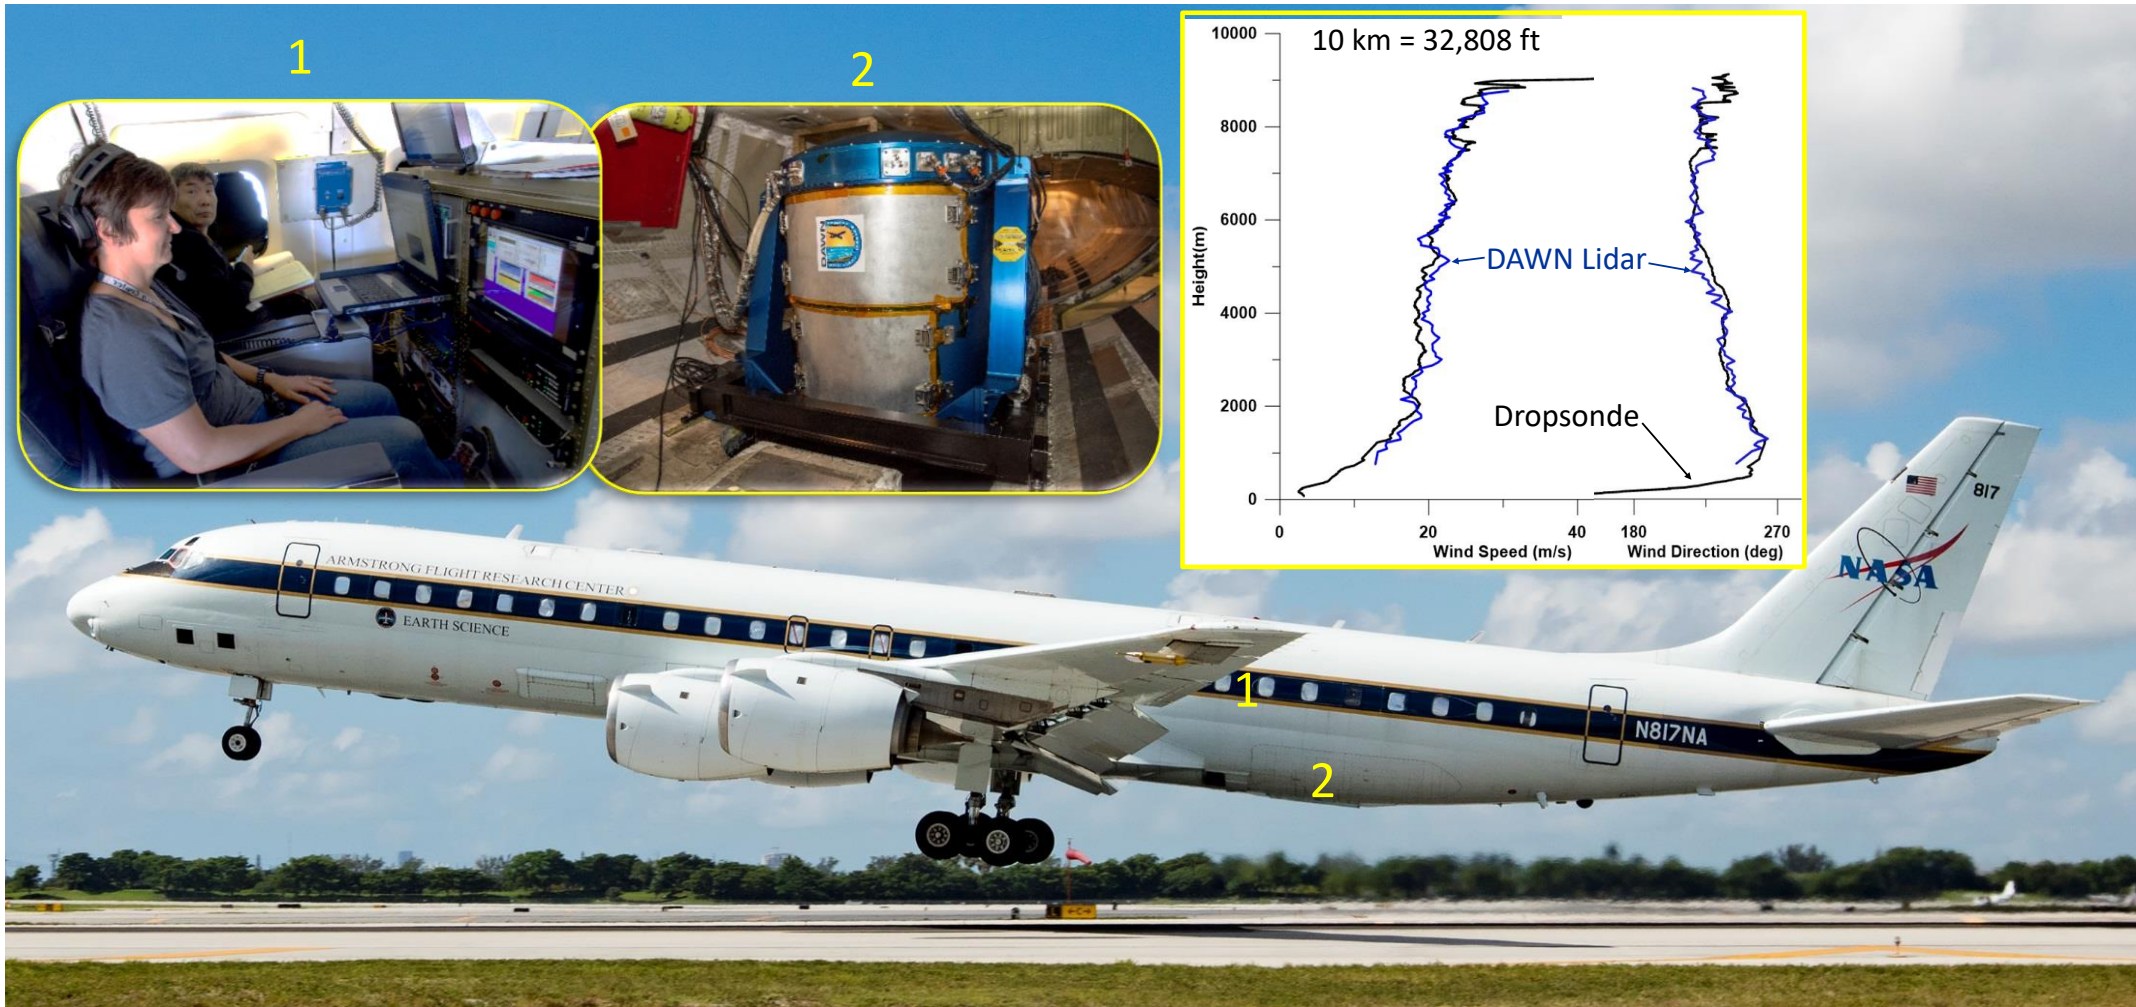 1
2
10 km = 32,808 ft
10000
8000
6000
4000
2000
0
Height(m)
DAWN Lidar
Dropsonde
0
20
40
180
270
Wind Speed (m/s)
Wind Direction (deg)
DAWN
817
NASA
ARMSTRONG FLIGHT RESEARCH CENTER
EARTH SCIENCE
1
N817NA
2